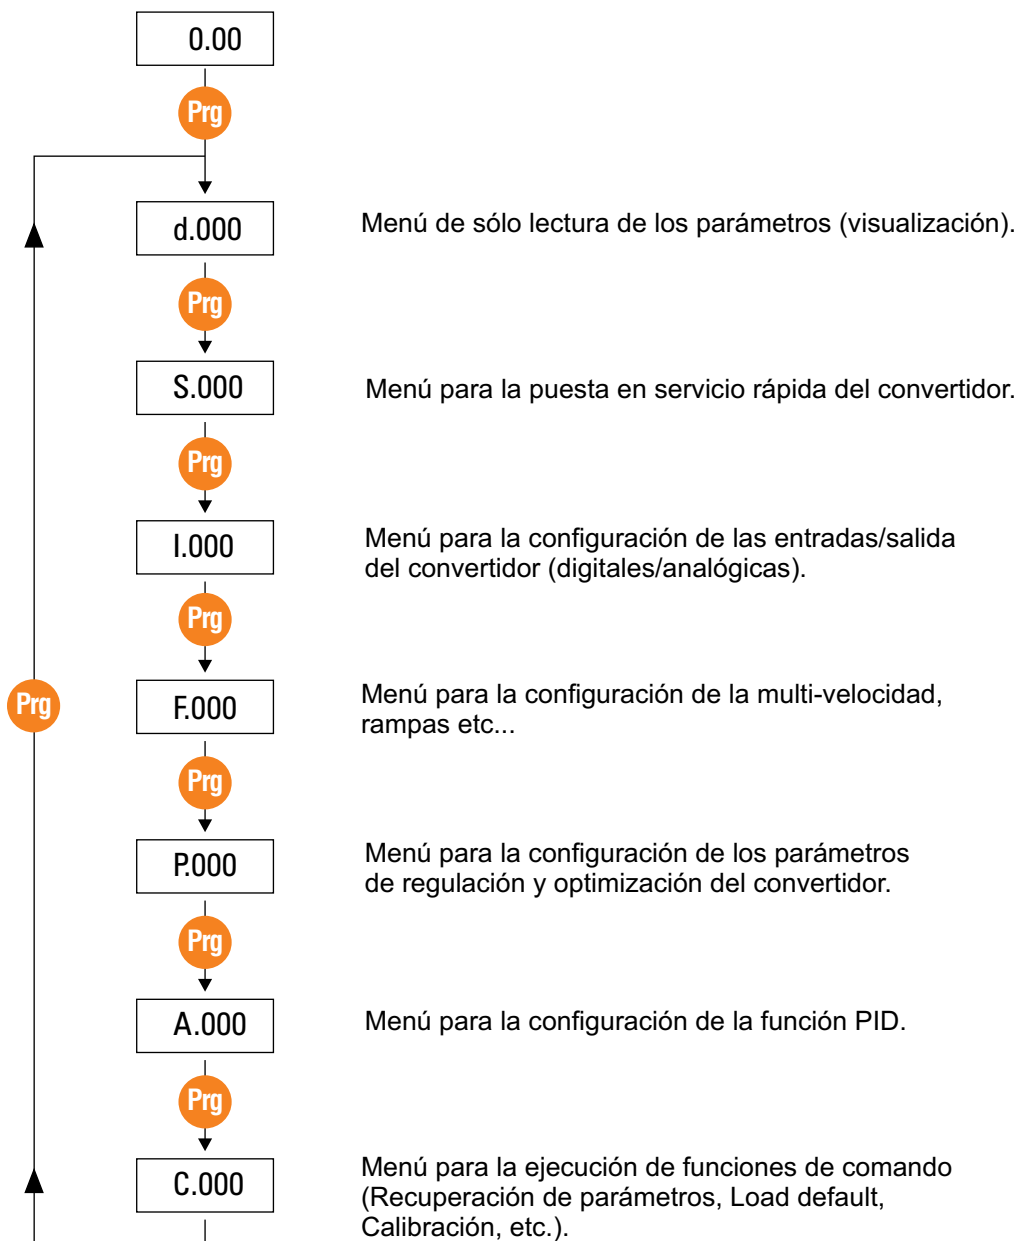 0.00
Prg
d.000
Menú de sólo lectura de los parámetros (visualización).
Prg
S.000
Menú para la puesta en servicio rápida del convertidor.
Prg
I.000
Menú para la configuración de las entradas/salida
del convertidor (digitales/analógicas).
Prg
F.000
Menú para la configuración de la multi-velocidad,
rampas etc...
Prg
Prg
P.000
Menú para la configuración de los parámetros
de regulación y optimización del convertidor.
Prg
A.000
Menú para la configuración de la función PID.
Prg
C.000
Menú para la ejecución de funciones de comando
(Recuperación de parámetros, Load default,
Calibración, etc.).